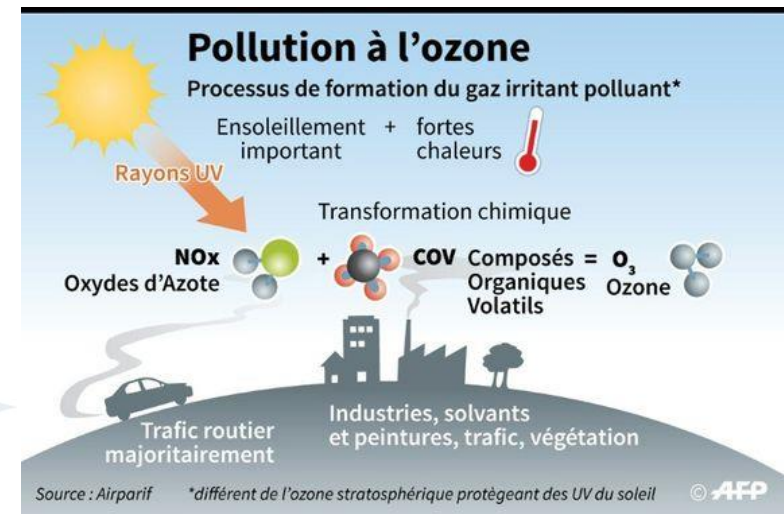 Pollution à l'ozone
Processus de formation du gaz irritant polluant*
Ensoleillement + fortes
important chaleurs
Rayons UV
Transformation chimique
NOx + COV Composés = O₃
Oxydes d'Azote Organiques Ozone
Volatils
Trafic routier
majoritairement
Industries, solvants
et peintures, trafic, végétation
Source : Airparif *différent de l'ozone stratosphérique protègeant des UV du soleil © AFP